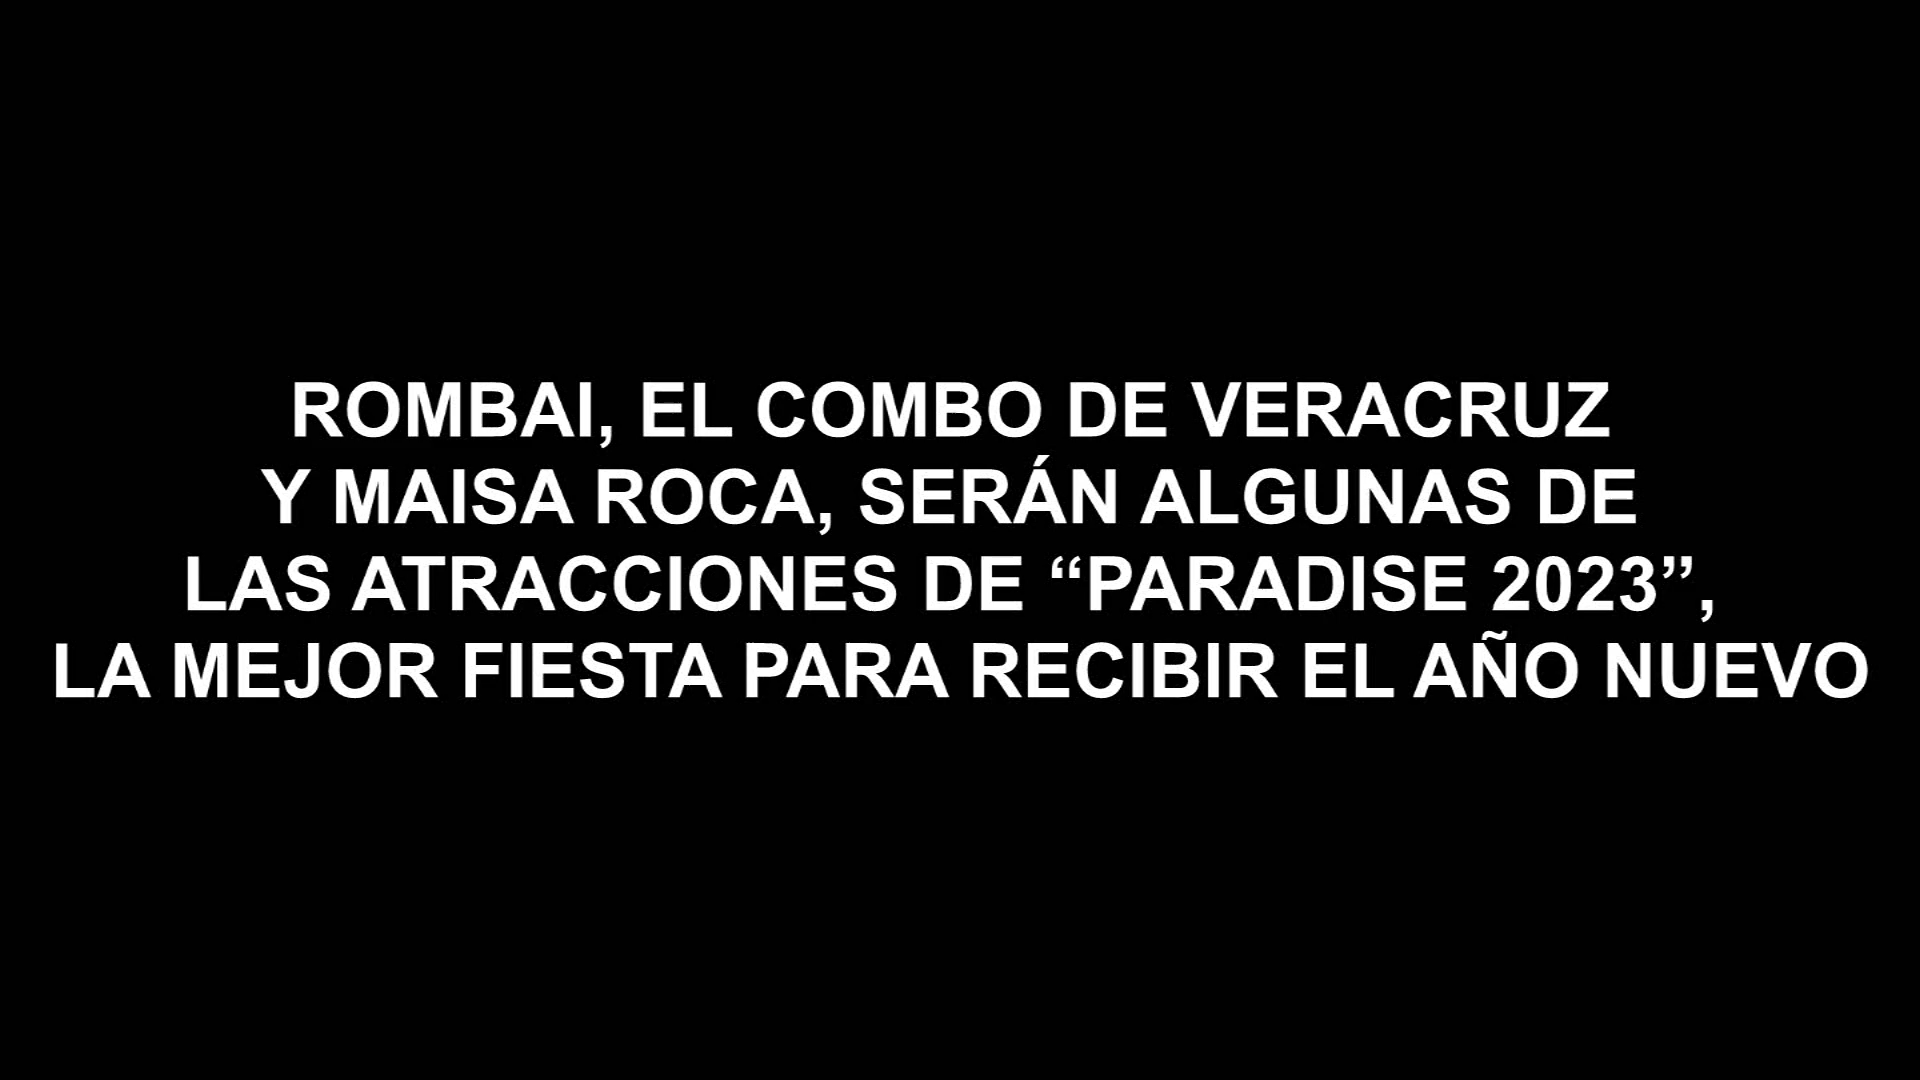 ROMBAI, EL COMBO DE VERACRUZ
Y MAISA ROCA, SERÁN ALGUNAS DE
LAS ATRACCIONES DE “PARADISE 2023”,
LA MEJOR FIESTA PARA RECIBIR EL AÑO NUEVO